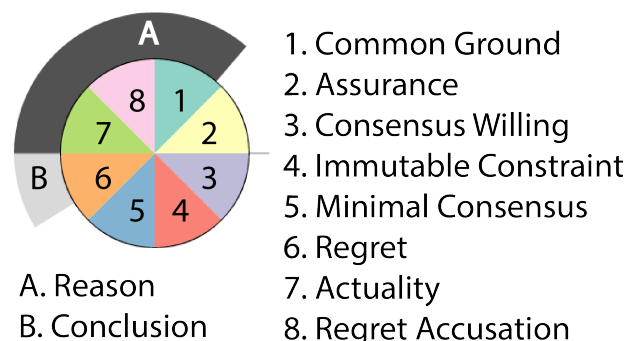 A
B
8
1
7
2
6
3
5
4
A. Reason
B. Conclusion
1. Common Ground
2. Assurance
3. Consensus Willing
4. Immutable Constraint
5. Minimal Consensus
6. Regret
7. Actuality
8. Regret Accusation